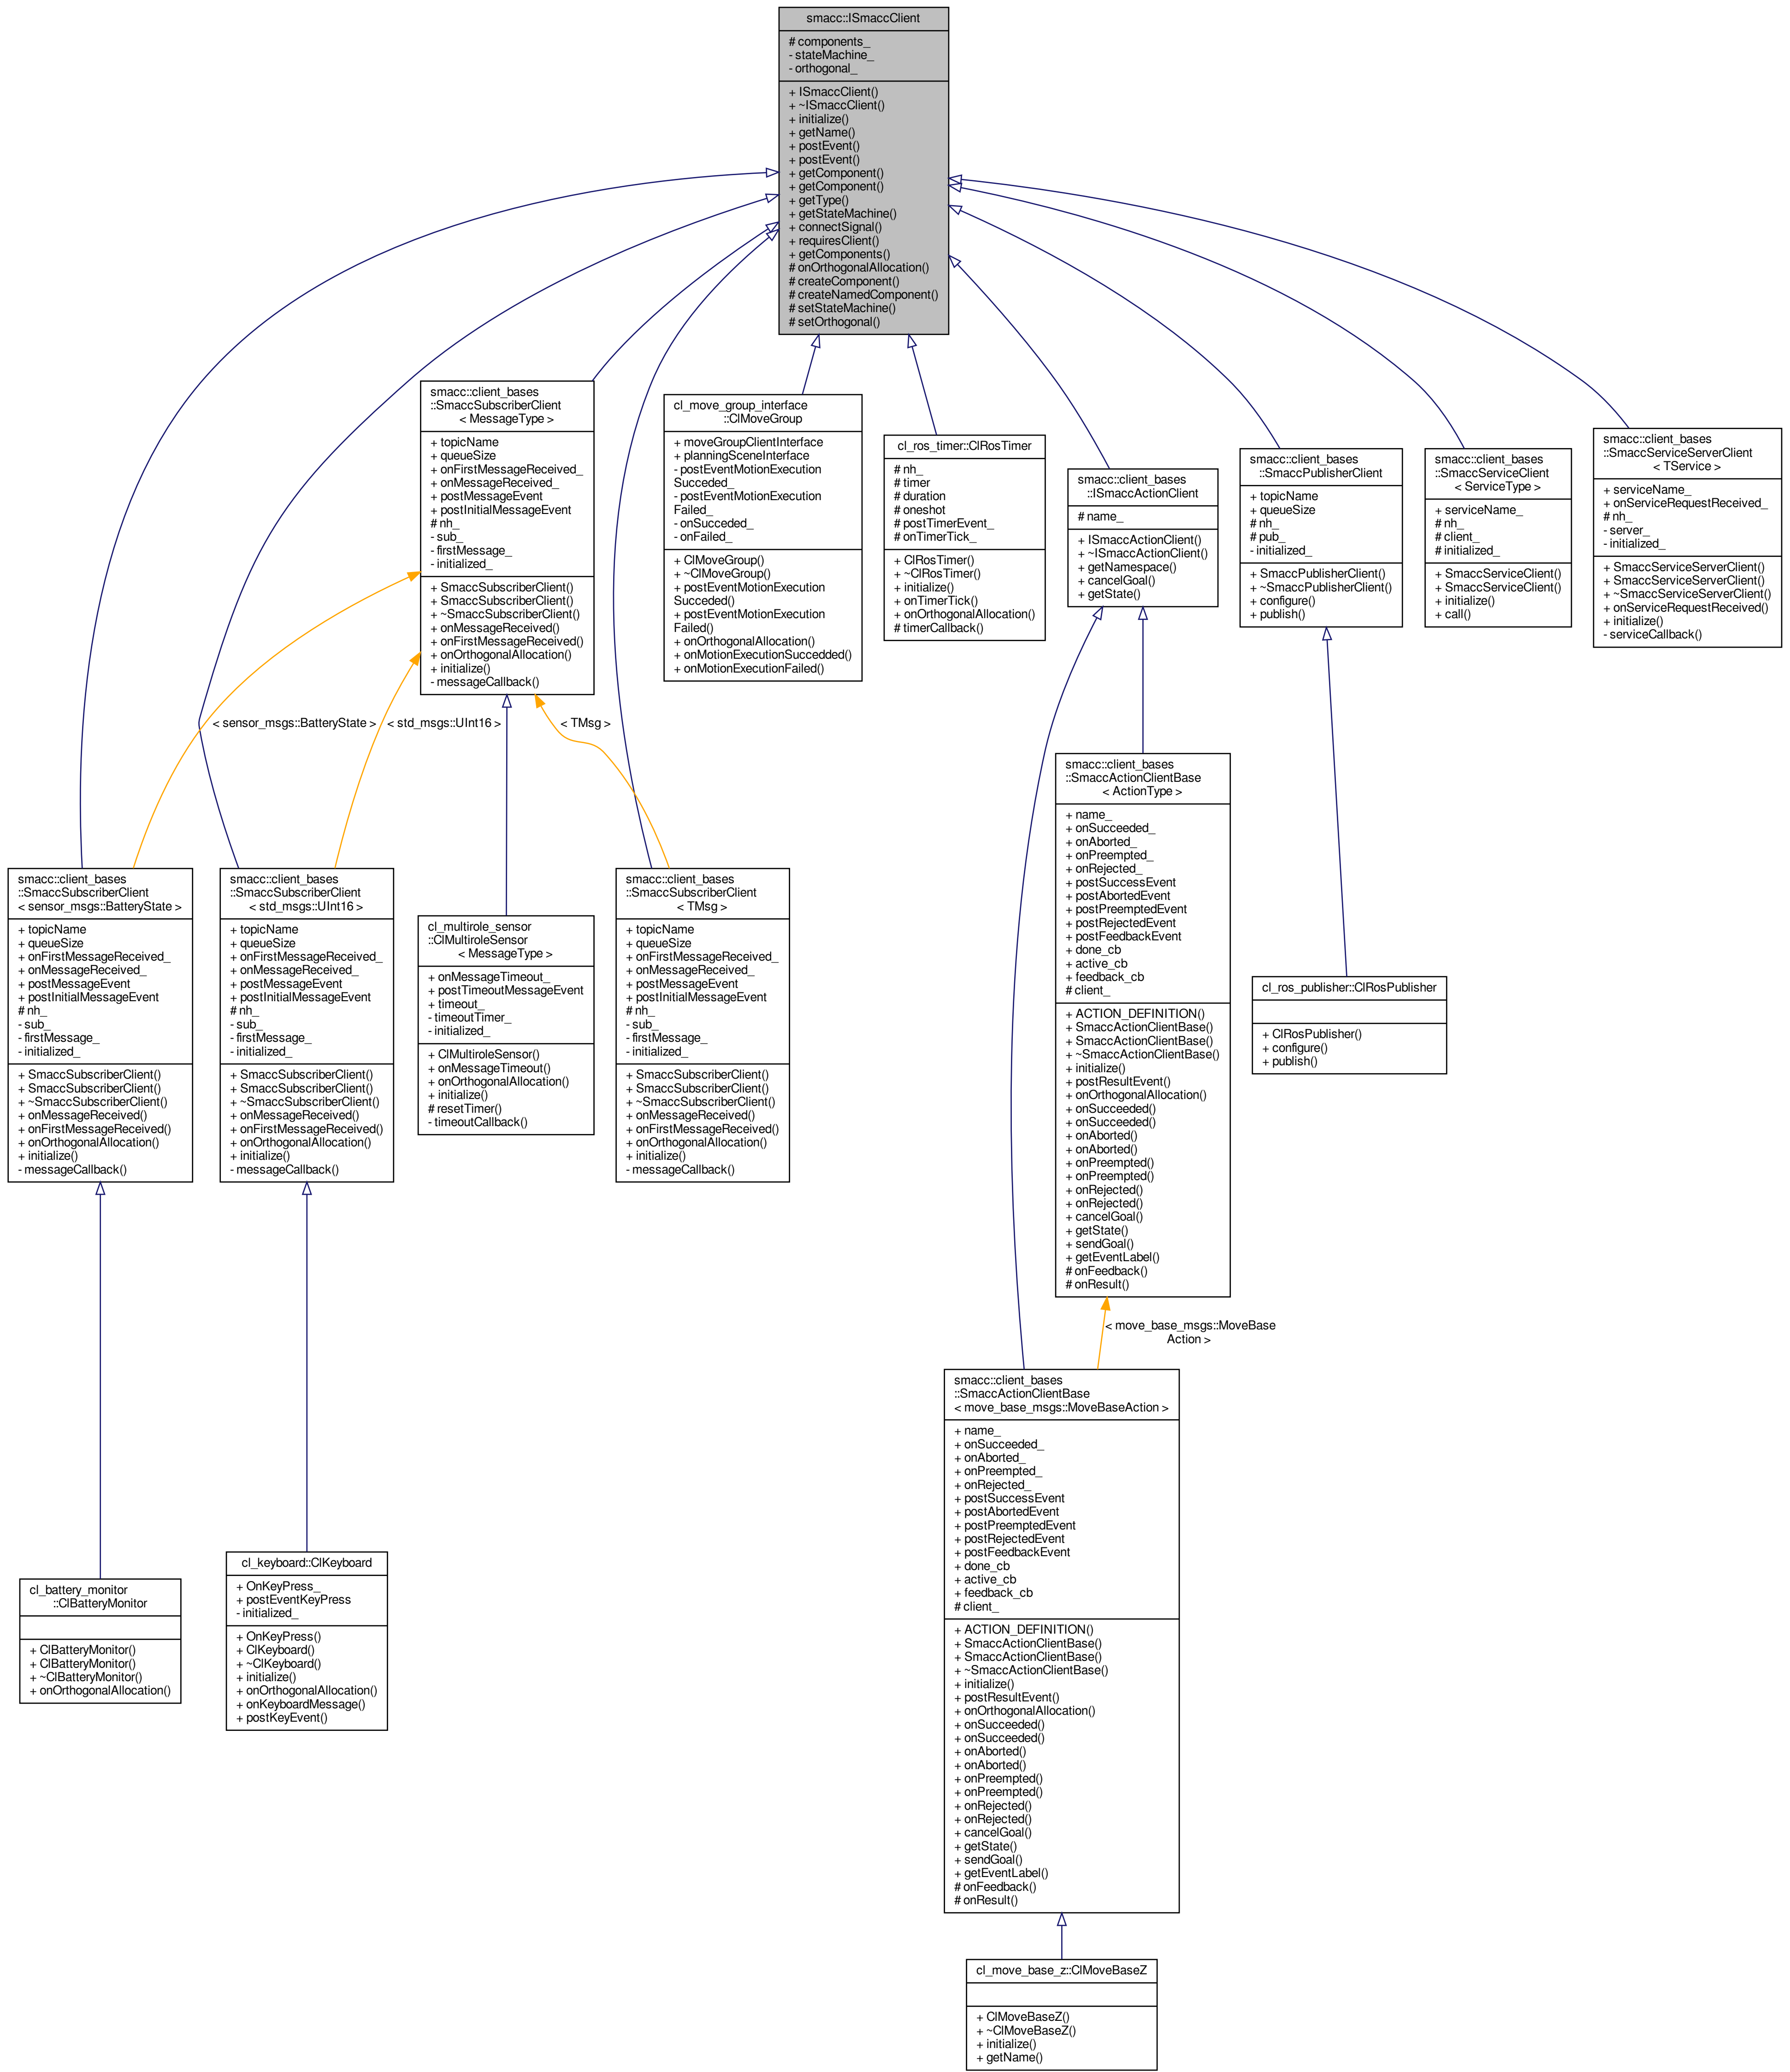 smacc::ISmaccClient
# components_
- stateMachine_
- orthogonal_
+ ISmaccClient()
+ ~ISmaccClient()
+ initialize()
+ getName()
+ postEvent()
+ postEvent()
+ getComponent()
+ getComponent()
+ getType()
+ getStateMachine()
+ connectSignal()
+ requiresClient()
+ getComponents()
# onOrthogonalAllocation()
# createComponent()
# createNamedComponent()
# setStateMachine()
# setOrthogonal()
smacc::client_bases
::SmaccSubscriberClient
< MessageType >
+ topicName
+ queueSize
+ onFirstMessageReceived_
+ onMessageReceived_
+ postMessageEvent
+ postInitialMessageEvent
# nh_
- sub_
- firstMessage_
- initialized_
+ SmaccSubscriberClient()
+ SmaccSubscriberClient()
+ ~SmaccSubscriberClient()
+ onMessageReceived()
+ onFirstMessageReceived()
+ onOrthogonalAllocation()
+ initialize()
- messageCallback()
cl_move_group_interface
::ClMoveGroup
+ moveGroupClientInterface
+ planningSceneInterface
- postEventMotionExecution
Succeded_
- postEventMotionExecution
Failed_
- onSucceded_
- onFailed_
+ ClMoveGroup()
+ ~ClMoveGroup()
+ postEventMotionExecution
Succeded()
+ postEventMotionExecution
Failed()
+ onOrthogonalAllocation()
+ onMotionExecutionSuccedded()
+ onMotionExecutionFailed()
cl_ros_timer::ClRosTimer
# nh_
# timer
# duration
# oneshot
# postTimerEvent_
# onTimerTick_
+ ClRosTimer()
+ ~ClRosTimer()
+ initialize()
+ onTimerTick()
+ onOrthogonalAllocation()
# timerCallback()
smacc::client_bases
::ISmaccActionClient
# name_
+ ISmaccActionClient()
+ ~ISmaccActionClient()
+ getNamespace()
+ cancelGoal()
+ getState()
smacc::client_bases
::SmaccPublisherClient
+ topicName
+ queueSize
# nh_
# pub_
- initialized_
+ SmaccPublisherClient()
+ ~SmaccPublisherClient()
+ configure()
+ publish()
smacc::client_bases
::SmaccServiceClient
< ServiceType >
+ serviceName_
# nh_
# client_
# initialized_
+ SmaccServiceClient()
+ SmaccServiceClient()
+ initialize()
+ call()
smacc::client_bases
::SmaccServiceServerClient
< TService >
+ serviceName_
+ onServiceRequestReceived_
# nh_
- server_
- initialized_
+ SmaccServiceServerClient()
+ SmaccServiceServerClient()
+ ~SmaccServiceServerClient()
+ onServiceRequestReceived()
+ initialize()
- serviceCallback()
< sensor_msgs::BatteryState >
< std_msgs::UInt16 >
< TMsg >
smacc::client_bases
::SmaccSubscriberClient
< sensor_msgs::BatteryState >
+ topicName
+ queueSize
+ onFirstMessageReceived_
+ onMessageReceived_
+ postMessageEvent
+ postInitialMessageEvent
# nh_
- sub_
- firstMessage_
- initialized_
+ SmaccSubscriberClient()
+ SmaccSubscriberClient()
+ ~SmaccSubscriberClient()
+ onMessageReceived()
+ onFirstMessageReceived()
+ onOrthogonalAllocation()
+ initialize()
- messageCallback()
smacc::client_bases
::SmaccSubscriberClient
< std_msgs::UInt16 >
+ topicName
+ queueSize
+ onFirstMessageReceived_
+ onMessageReceived_
+ postMessageEvent
+ postInitialMessageEvent
# nh_
- sub_
- firstMessage_
- initialized_
+ SmaccSubscriberClient()
+ SmaccSubscriberClient()
+ ~SmaccSubscriberClient()
+ onMessageReceived()
+ onFirstMessageReceived()
+ onOrthogonalAllocation()
+ initialize()
- messageCallback()
cl_multirole_sensor
::ClMultiroleSensor
< MessageType >
+ onMessageTimeout_
+ postTimeoutMessageEvent
+ timeout_
- timeoutTimer_
- initialized_
+ ClMultiroleSensor()
+ onMessageTimeout()
+ onOrthogonalAllocation()
+ initialize()
# resetTimer()
- timeoutCallback()
smacc::client_bases
::SmaccSubscriberClient
< TMsg >
+ topicName
+ queueSize
+ onFirstMessageReceived_
+ onMessageReceived_
+ postMessageEvent
+ postInitialMessageEvent
# nh_
- sub_
- firstMessage_
- initialized_
+ SmaccSubscriberClient()
+ SmaccSubscriberClient()
+ ~SmaccSubscriberClient()
+ onMessageReceived()
+ onFirstMessageReceived()
+ onOrthogonalAllocation()
+ initialize()
- messageCallback()
smacc::client_bases
::SmaccActionClientBase
< ActionType >
+ name_
+ onSucceeded_
+ onAborted_
+ onPreempted_
+ onRejected_
+ postSuccessEvent
+ postAbortedEvent
+ postPreemptedEvent
+ postRejectedEvent
+ postFeedbackEvent
+ done_cb
+ active_cb
+ feedback_cb
# client_
+ ACTION_DEFINITION()
+ SmaccActionClientBase()
+ SmaccActionClientBase()
+ ~SmaccActionClientBase()
+ initialize()
+ postResultEvent()
+ onOrthogonalAllocation()
+ onSucceeded()
+ onSucceeded()
+ onAborted()
+ onAborted()
+ onPreempted()
+ onPreempted()
+ onRejected()
+ onRejected()
+ cancelGoal()
+ getState()
+ sendGoal()
+ getEventLabel()
# onFeedback()
# onResult()
cl_ros_publisher::ClRosPublisher
+ ClRosPublisher()
+ configure()
+ publish()
< move_base_msgs::MoveBase
Action >
smacc::client_bases
::SmaccActionClientBase
< move_base_msgs::MoveBaseAction >
+ name_
+ onSucceeded_
+ onAborted_
+ onPreempted_
+ onRejected_
+ postSuccessEvent
+ postAbortedEvent
+ postPreemptedEvent
+ postRejectedEvent
+ postFeedbackEvent
+ done_cb
+ active_cb
+ feedback_cb
# client_
+ ACTION_DEFINITION()
+ SmaccActionClientBase()
+ SmaccActionClientBase()
+ ~SmaccActionClientBase()
+ initialize()
+ postResultEvent()
+ onOrthogonalAllocation()
+ onSucceeded()
+ onSucceeded()
+ onAborted()
+ onAborted()
+ onPreempted()
+ onPreempted()
+ onRejected()
+ onRejected()
+ cancelGoal()
+ getState()
+ sendGoal()
+ getEventLabel()
# onFeedback()
# onResult()
cl_battery_monitor
::ClBatteryMonitor
+ ClBatteryMonitor()
+ ClBatteryMonitor()
+ ~ClBatteryMonitor()
+ onOrthogonalAllocation()
cl_keyboard::ClKeyboard
+ OnKeyPress_
+ postEventKeyPress
- initialized_
+ OnKeyPress()
+ ClKeyboard()
+ ~ClKeyboard()
+ initialize()
+ onOrthogonalAllocation()
+ onKeyboardMessage()
+ postKeyEvent()
cl_move_base_z::ClMoveBaseZ
+ ClMoveBaseZ()
+ ~ClMoveBaseZ()
+ initialize()
+ getName()